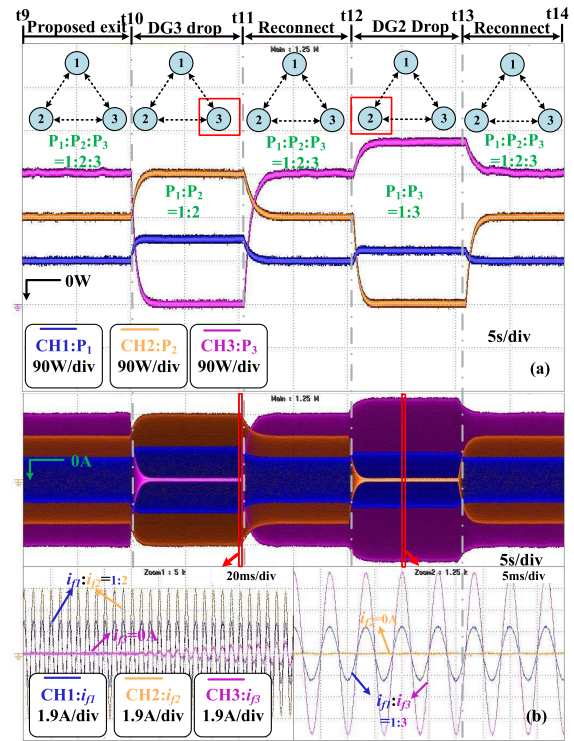 t9 t10 t11 t12 t13 t14
Proposed exit DG3 drop Reconnect DG2 Drop Reconnect
Main : 1.25 M
1 1 1 1 1
2 3 2 3 2 3 2 3 2 3
P1:P2:P3 P1:P2:P3 P1:P2:P3
=1:2:3 =1:2:3 =1:2:3
P1:P2 P1:P3
=1:2 =1:3
0W
CH1:P1 CH2:P2 CH3:P3
90W/div 90W/div 90W/div
5s/div
(a)
Main : 1.25 M
0A
5s/div
Zoom1 : 5 k 20ms/div Zoom2 : 1.25 k 5ms/div
if1:if2=1:2
if3=0A
if2=0A
CH1:if1 CH2:if2 CH3:if3
1.9A/div 1.9A/div 1.9A/div
if1:if3
=1:3
(b)